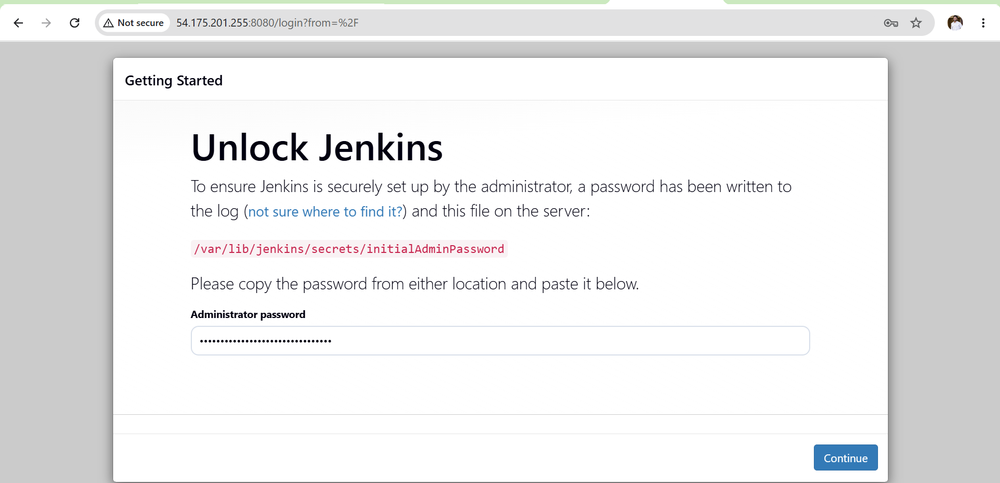 Not secure 54.175.201.255:8080/login?from=%2F
Getting Started
Unlock Jenkins
To ensure Jenkins is securely set up by the administrator, a password has been written to
the log (not sure where to find it?) and this file on the server:
/var/lib/jenkins/secrets/initialAdminPassword
Please copy the password from either location and paste it below.
Administrator password
••••••••••••••••••••••••••••••••
Continue